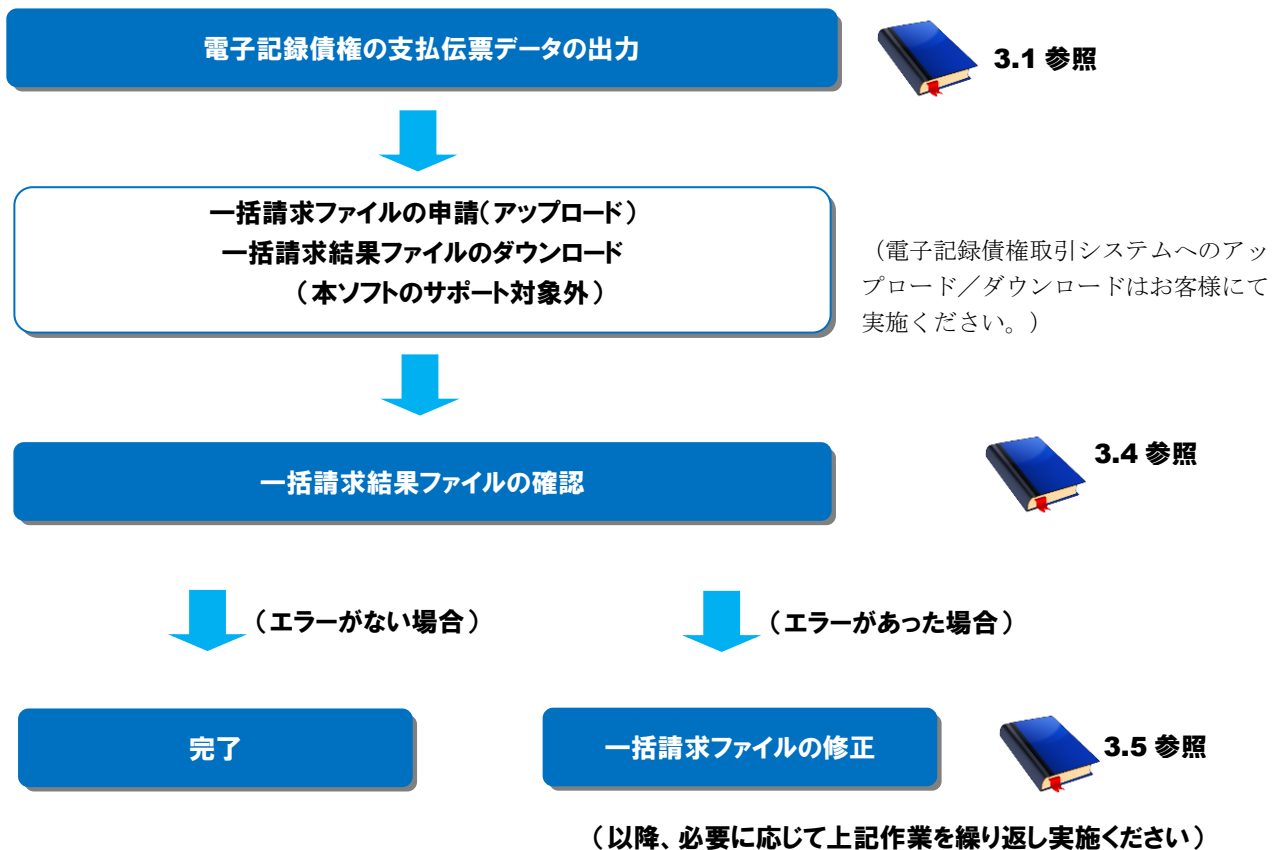 電子記録債権の支払伝票データの出力
3.1 参照
一括請求ファイルの申請(アップロード)
一括請求結果ファイルのダウンロード
(本ソフトのサポート対象外)
(電子記録債権取引システムへのアッ
プロード/ダウンロードはお客様にて
実施ください。)
一括請求結果ファイルの確認
3.4 参照
(エラーがない場合)
(エラーがあった場合)
完了
一括請求ファイルの修正
3.5 参照
(以降、必要に応じて上記作業を繰り返し実施ください)